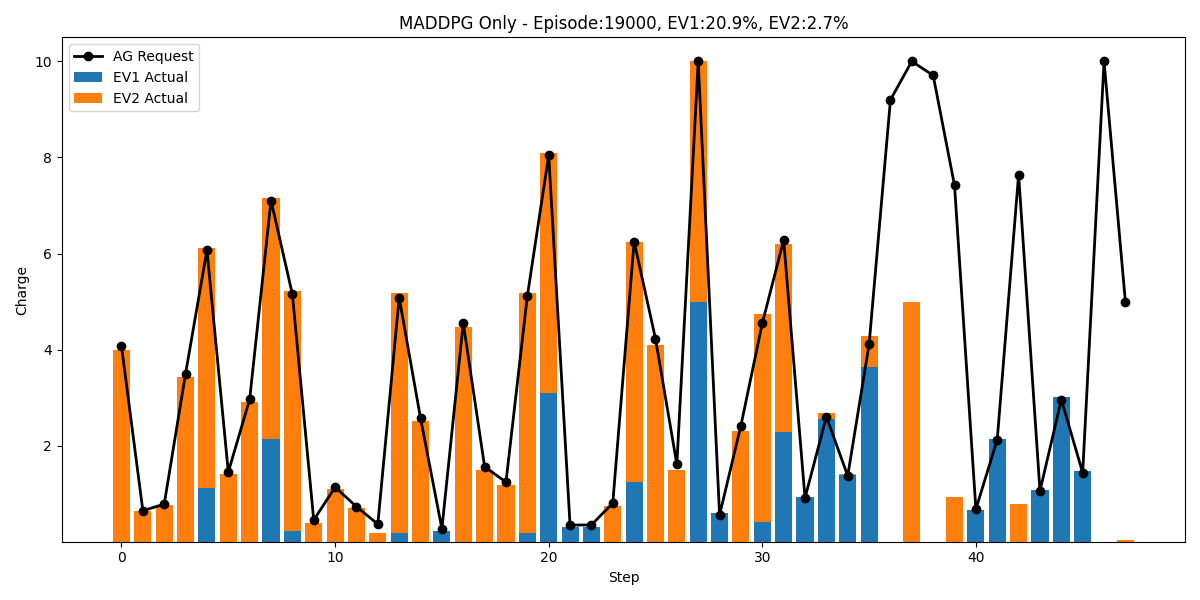 MADDPG Only - Episode:19000, EV1:20.9%, EV2:2.7%
AG Request
EV1 Actual
EV2 Actual
Charge
10
8
6
4
2
0
10
20
30
40
Step